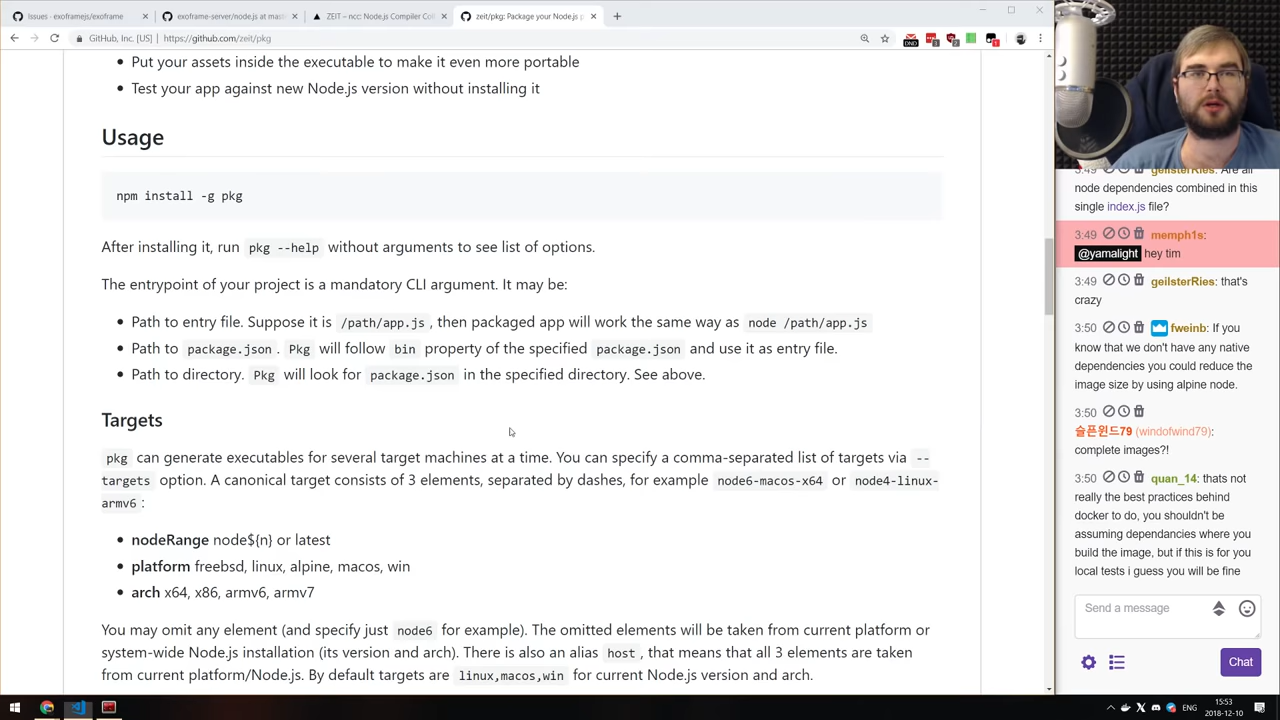 Issues · exoframejs/exoframe
exoframe-server/node.js at mast
ZEIT – ncc: Node.js Compiler Col
zeit/pkg: Package your Node.js p
GitHub, Inc. [US] | https://github.com/zeit/pkg
Put your assets inside the executable to make it even more portable
Test your app against new Node.js version without installing it
Usage
npm install -g pkg
After installing it, run pkg --help without arguments to see list of options.
The entrypoint of your project is a mandatory CLI argument. It may be:
Path to entry file. Suppose it is /path/app.js, then packaged app will work the same way as node /path/app.js
Path to package.json. Pkg will follow bin property of the specified package.json and use it as entry file.
Path to directory. Pkg will look for package.json in the specified directory. See above.
Targets
pkg can generate executables for several target machines at a time. You can specify a comma-separated list of targets via --
targets option. A canonical target consists of 3 elements, separated by dashes, for example node6-macos-x64 or node4-linux-
armv6 :
nodeRange node${n} or latest
platform freebsd, linux, alpine, macos, win
arch x64, x86, armv6, armv7
You may omit any element (and specify just node6 for example). The omitted elements will be taken from current platform or
system-wide Node.js installation (its version and arch). There is also an alias host, that means that all 3 elements are taken
from current platform/Node.js. By default targets are linux,macos,win for current Node.js version and arch.
3:49 geilsterRies: Are all
node dependencies combined in this
single index.js file?
3:49 memph1s:
@yamalight hey tim
3:49 geilsterRies: that's
crazy
3:50 fweinb: If you
know that we don't have any native
dependencies you could reduce the
image size by using alpine node.
3:50
슬픈윈드79 (windofwind79):
complete images?!
3:50 quan_14: thats not
really the best practices behind
docker to do, you shouldn't be
assuming dependancies where you
build the image, but if this is for you
local tests i guess you will be fine
Send a message
Chat
ENG
15:53
2018-12-10